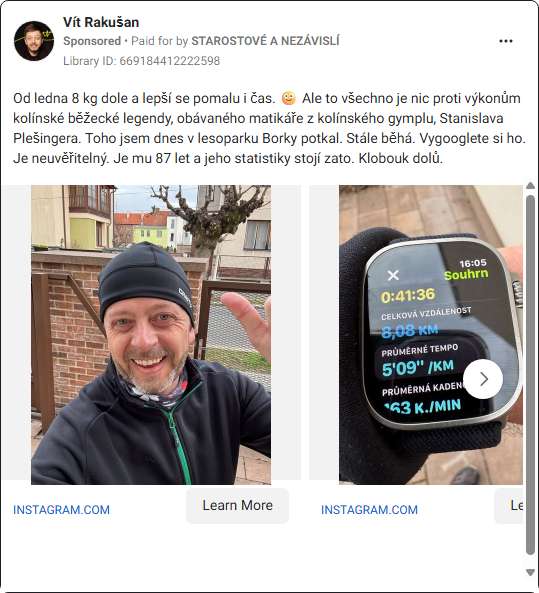 Vít Rakušan
Sponsored • Paid for by STAROSTOVÉ A NEZÁVISLÍ
Library ID: 669184412222598
Od ledna 8 kg dole a lepší se pomalu i čas. 🙂 Ale to všechno je nic proti výkonům
kolínské běžecké legendy, obávaného matikáře z kolínského gymplu, Stanislava
Plešingera. Toho jsem dnes v lesoparku Borky potkal. Stále běhá. Vygooglete si ho.
Je neuvěřitelný. Je mu 87 let a jeho statistiky stojí zato. Klobouk dolů.
16:05
Souhrn
0:41:36
CELKOVÁ VZDÁLENOST
8,08 KM
PRŮMĚRNÉ TEMPO
5'09" /KM
PRŮMĚRNÁ KADEN
163 K./MIN
INSTAGRAM.COM
Learn More
INSTAGRAM.COM
Le